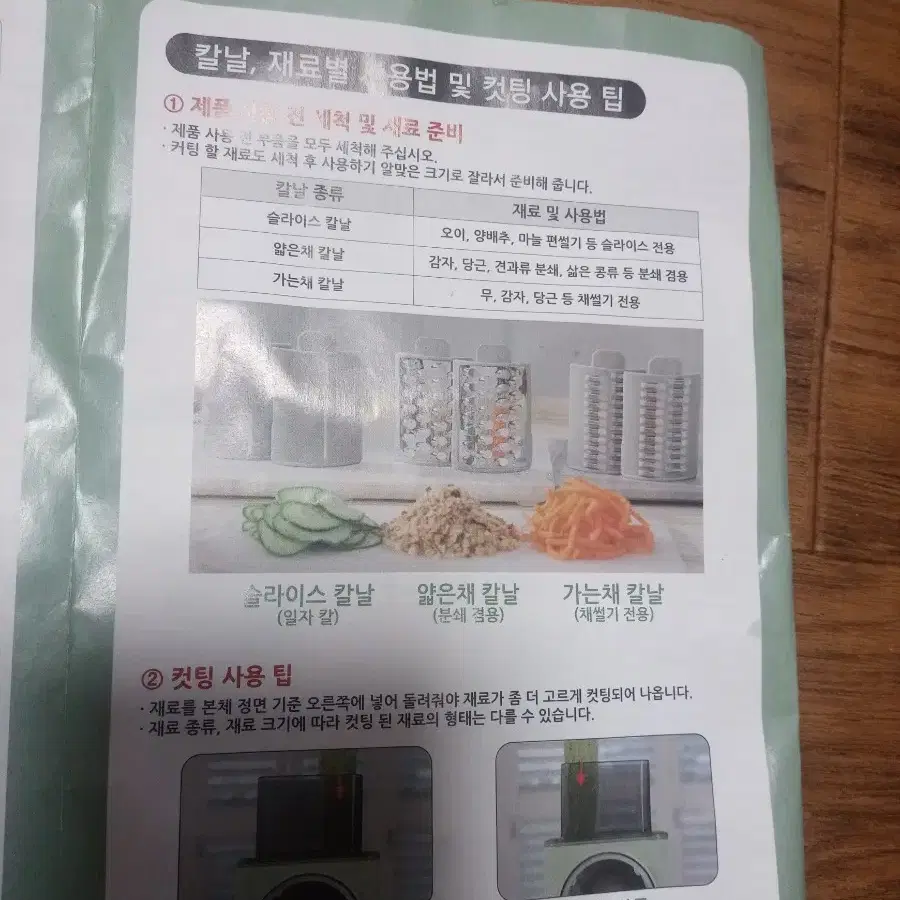 칼날, 재료별 사용법 및 컷팅 사용 팁
① 제품 사용 전 세척 및 재료 준비
· 제품 사용 전 부품을 모두 세척해 주십시오.
· 커팅 할 재료도 세척 후 사용하기 알맞은 크기로 잘라서 준비해 줍니다.
칼날 종류 재료 및 사용법
슬라이스 칼날 오이, 양배추, 마늘 편썰기 등 슬라이스 전용
얇은채 칼날 감자, 당근, 견과류 분쇄, 삶은 콩류 등 분쇄 겸용
가는채 칼날 무, 감자, 당근 등 채썰기 전용
슬라이스 칼날 얇은채 칼날 가는채 칼날
(일자 칼) (분쇄 겸용) (채썰기 전용)
② 컷팅 사용 팁
· 재료를 본체 정면 기준 오른쪽에 넣어 돌려줘야 재료가 좀 더 고르게 컷팅되어 나옵니다.
· 재료 종류, 재료 크기에 따라 컷팅 된 재료의 형태는 다를 수 있습니다.